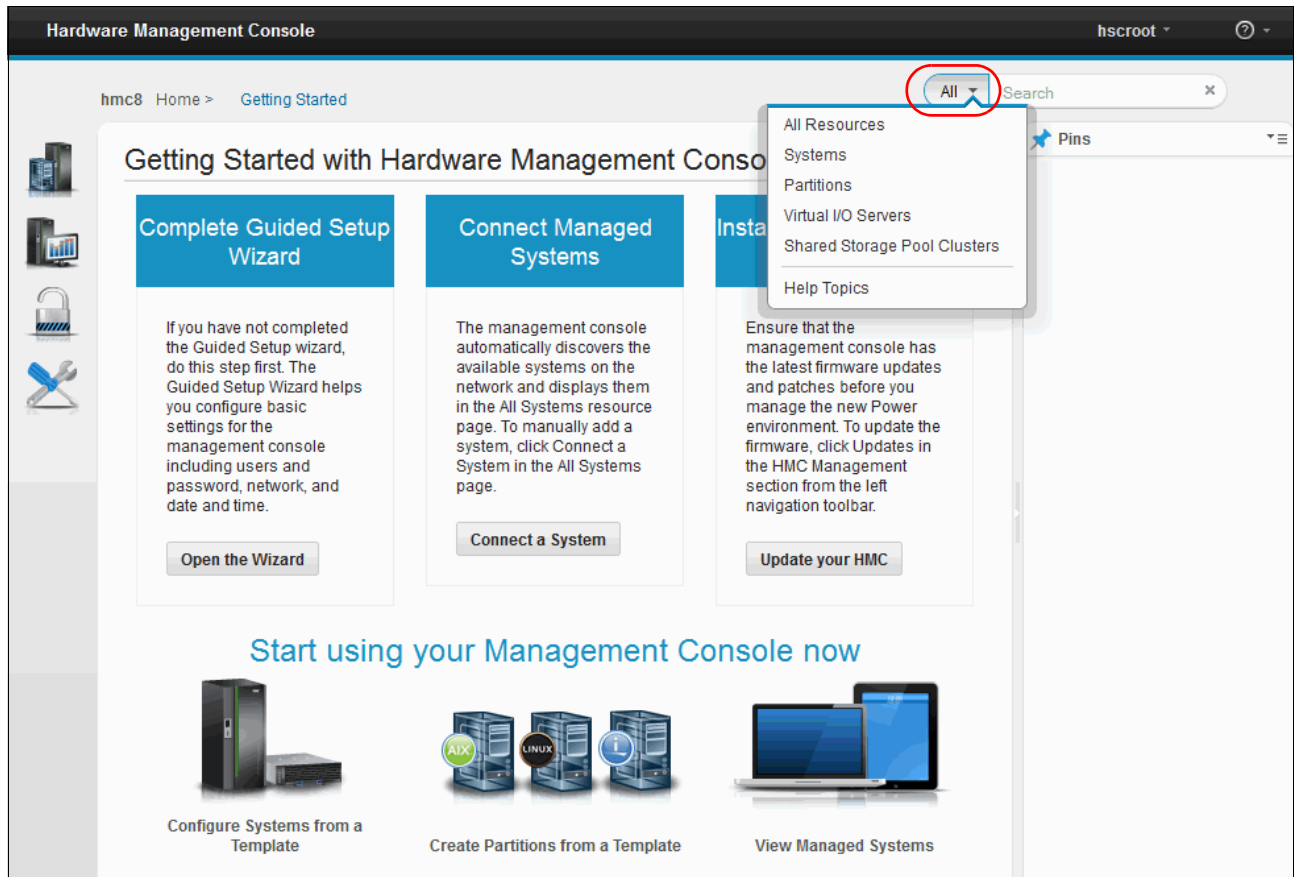 Hardware Management Console
hscroot
hmc8 Home > Getting Started
All
Search
All Resources
Systems
Partitions
Virtual I/O Servers
Shared Storage Pool Clusters
Help Topics
Pins
Getting Started with Hardware Management Conso
Complete Guided Setup
Wizard
If you have not completed
the Guided Setup wizard,
do this step first. The
Guided Setup Wizard helps
you configure basic
settings for the
management console
including users and
password, network, and
date and time.
Open the Wizard
Connect Managed
Systems
The management console
automatically discovers the
available systems on the
network and displays them
in the All Systems resource
page. To manually add a
system, click Connect a
System in the All Systems
page.
Connect a System
Insta
Ensure that the
management console has
the latest firmware updates
and patches before you
manage the new Power
environment. To update the
firmware, click Updates in
the HMC Management
section from the left
navigation toolbar.
Update your HMC
Start using your Management Console now
AIX
LINUX
i
Configure Systems from a
Template
Create Partitions from a Template
View Managed Systems